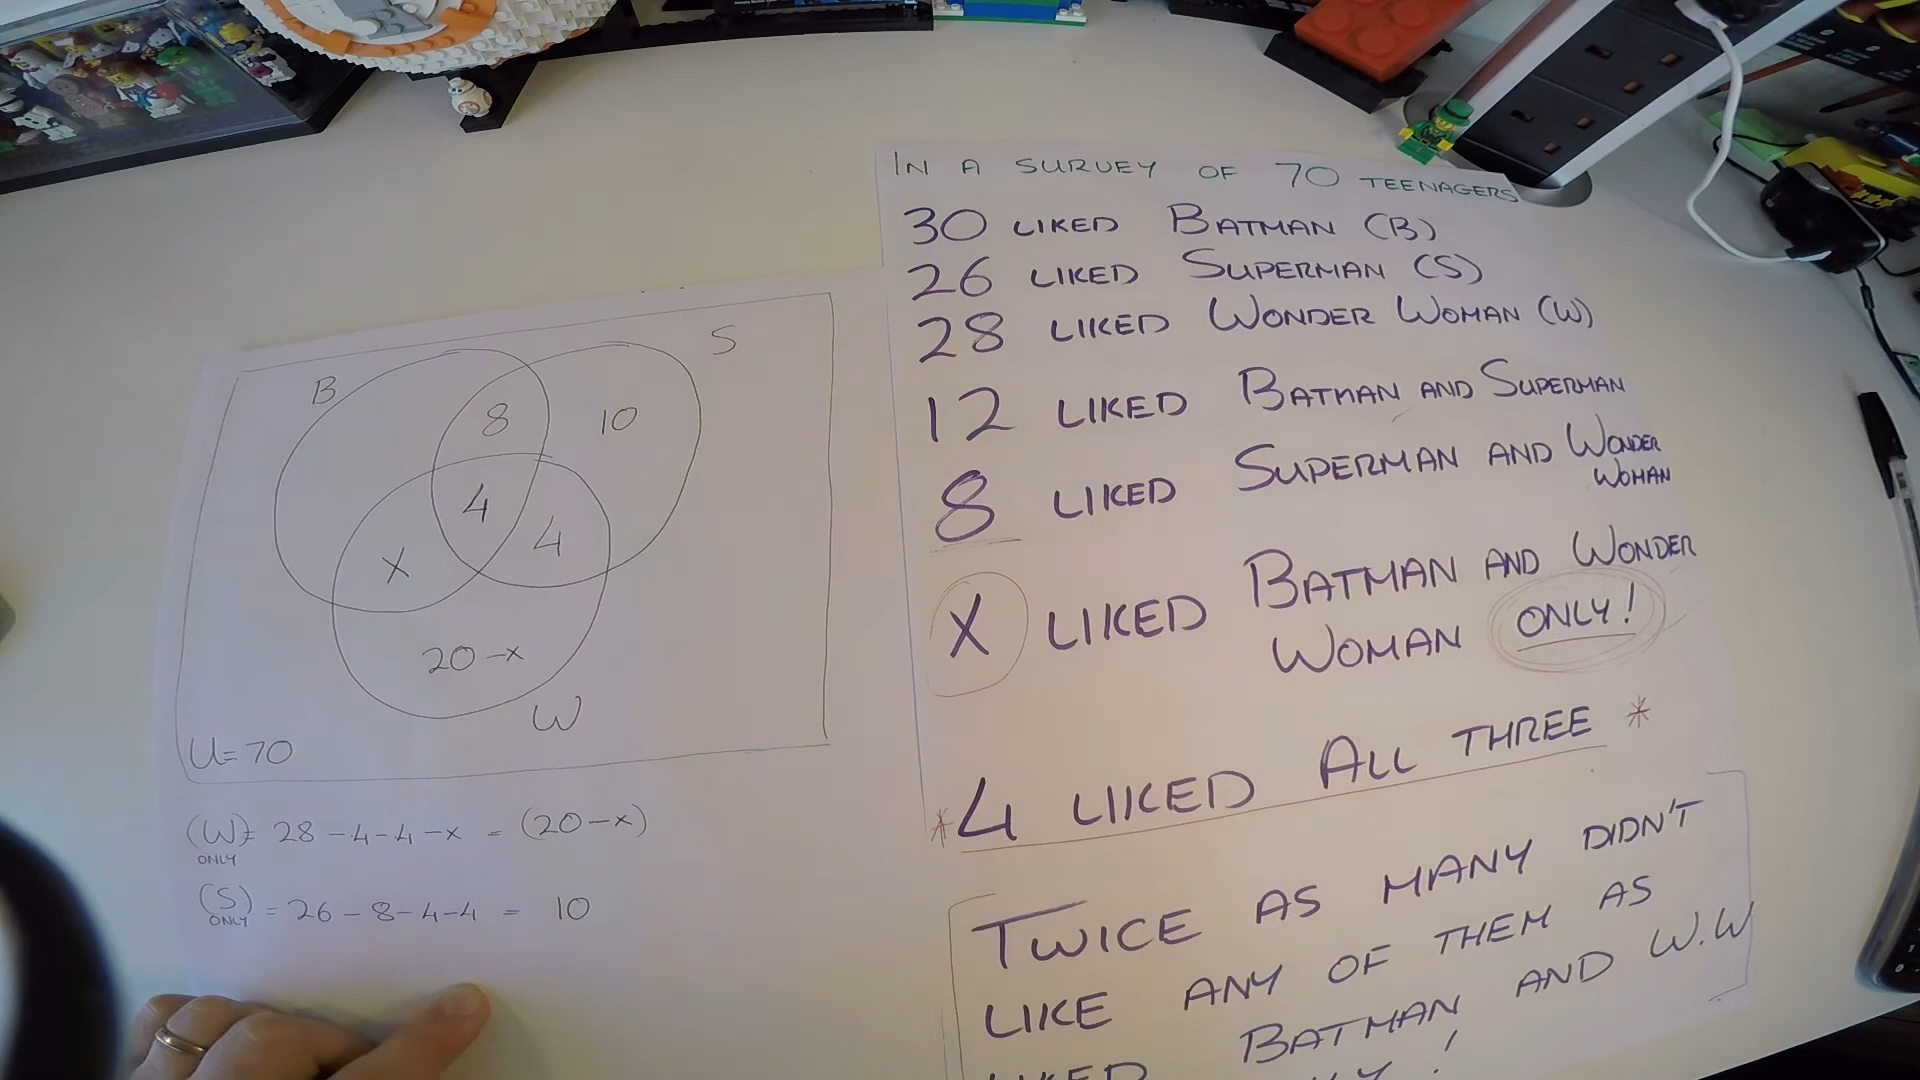 IN A SURVEY OF 70 TEENAGERS
30 LIKED BATMAN (B)
26 LIKED SUPERMAN (S)
28 LIKED WONDER WOMAN (W)
12 LIKED BATMAN AND SUPERMAN
8 LIKED SUPERMAN AND WONDER
WOMAN
X LIKED BATMAN AND WONDER
WOMAN ONLY!
*4 LIKED ALL THREE *
TWICE AS MANY DIDN'T
LIKE ANY OF THEM AS
LIKED BATMAN AND W.W
!
B
S
8
10
4
4
X
20-x
W
U=70
(W)= 28-4-4-x = (20-x)
ONLY
(S) = 26-8-4-4 = 10
ONLY